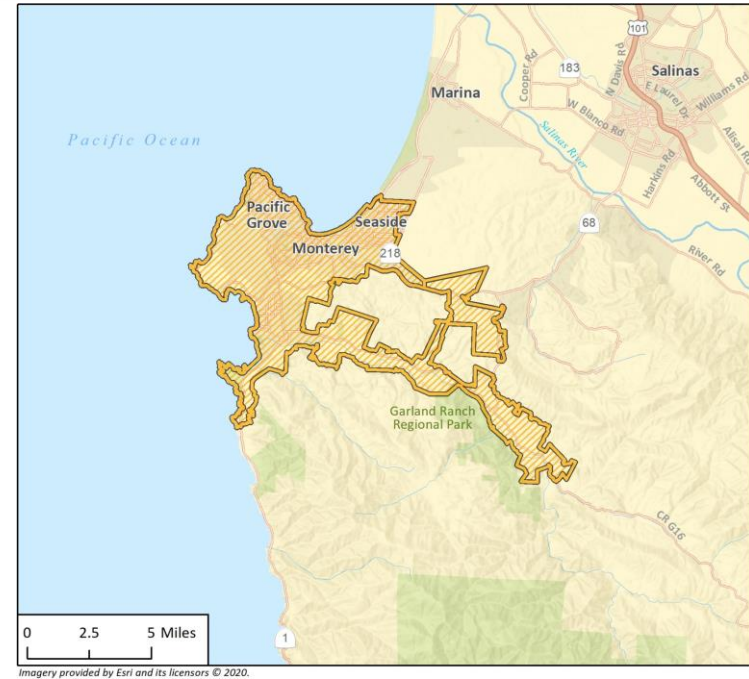 101
183
Salinas
Cooper Rd
N Davis Rd
E Laurel Dr
Williams Rd
Marina
W Blanco Rd
Alisal Rd
Pacific Ocean
Salinas River
Harkins Rd
Abbott St
Pacific
Grove
Seaside
68
Monterey
218
River Rd
Garland Ranch
Regional Park
CR G16
0 2.5 5 Miles
1
Imagery provided by Esri and its licensors © 2020.